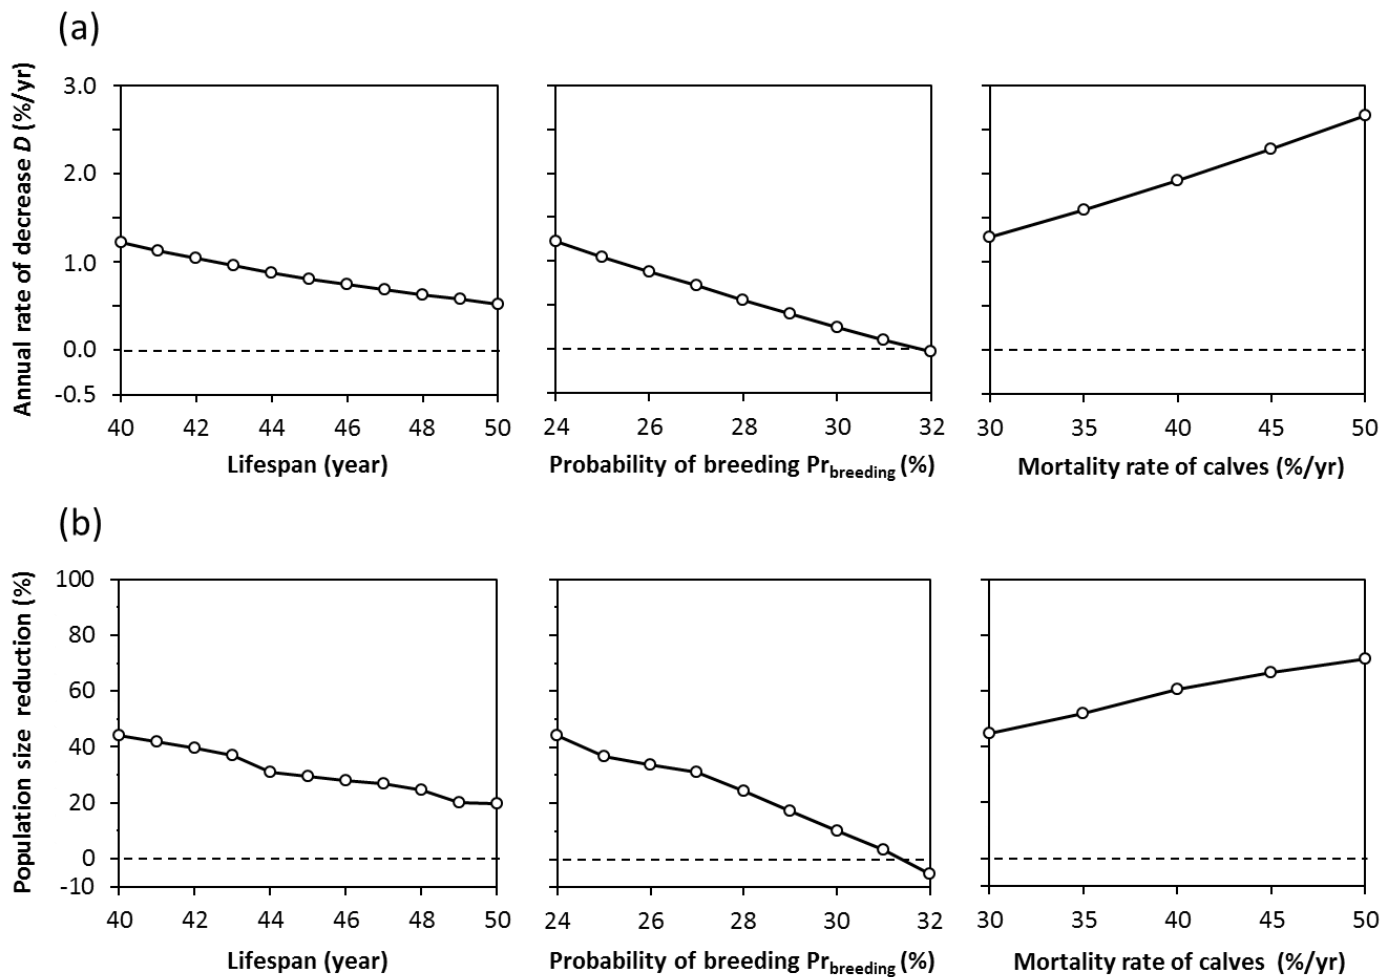 (a)
Annual rate of decrease D (%/yr)
3.0
2.0
1.0
0.0
-0.5
40 42 44 46 48 50
Lifespan (year)
24 26 28 30 32
Probability of breeding Prbreeding (%)
30 35 40 45 50
Mortality rate of calves (%/yr)
(b)
Population size reduction (%)
100
80
60
40
20
0
-10
40 42 44 46 48 50
Lifespan (year)
24 26 28 30 32
Probability of breeding Prbreeding (%)
30 35 40 45 50
Mortality rate of calves (%/yr)